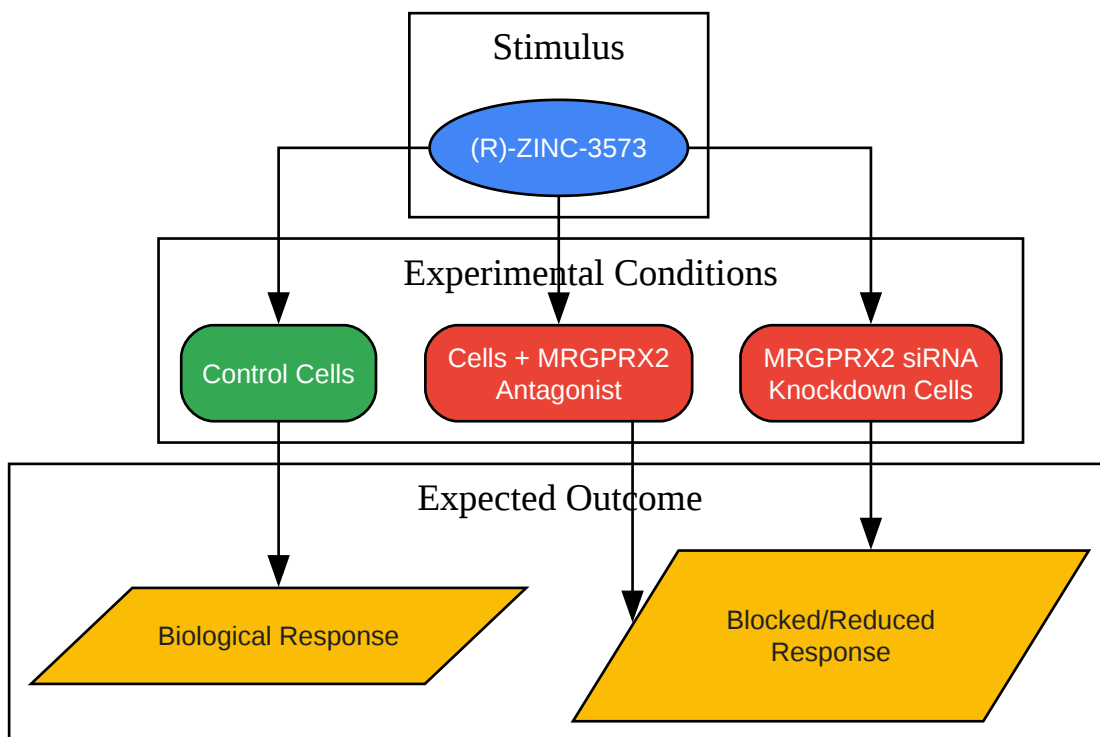 Stimulus
(R)-ZINC-3573
Experimental Conditions
Control Cells
Cells + MRGPRX2
Antagonist
MRGPRX2 siRNA
Knockdown Cells
Expected Outcome
Biological Response
Blocked/Reduced
Response